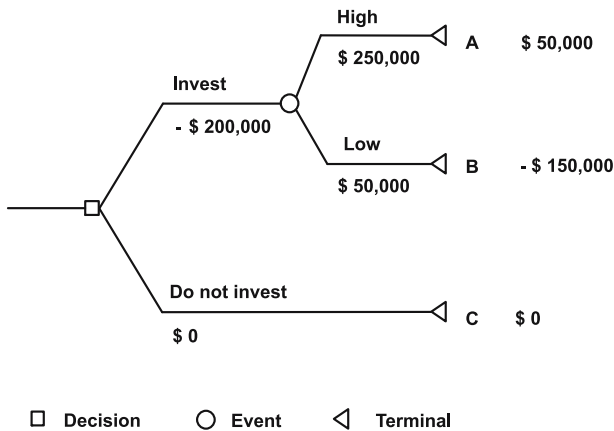 High
$ 250,000
A $ 50,000
Invest
- $ 200,000
Low
$ 50,000
B - $ 150,000
Do not invest
$ 0
C $ 0
Decision Event Terminal